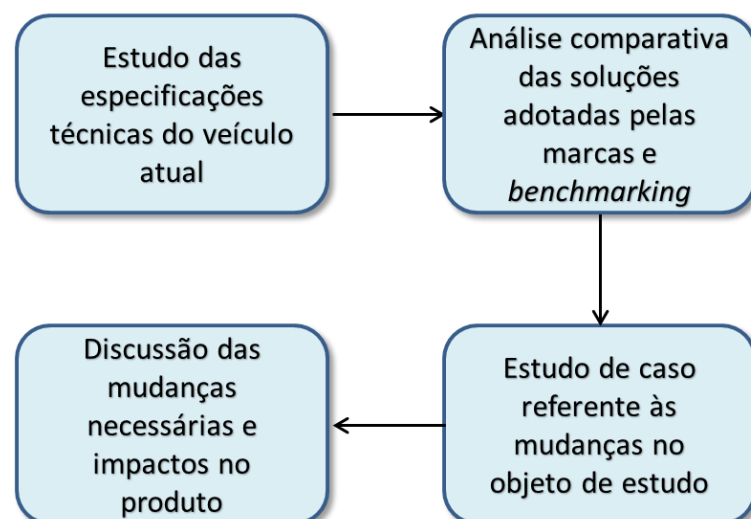 Estudo das
especificações
técnicas do veículo
atual
Análise comparativa
das soluções
adotadas pelas
marcas e
benchmarking
Estudo de caso
referente às
mudanças no
objeto de estudo
Discussão das
mudanças
necessárias e
impactos no
produto